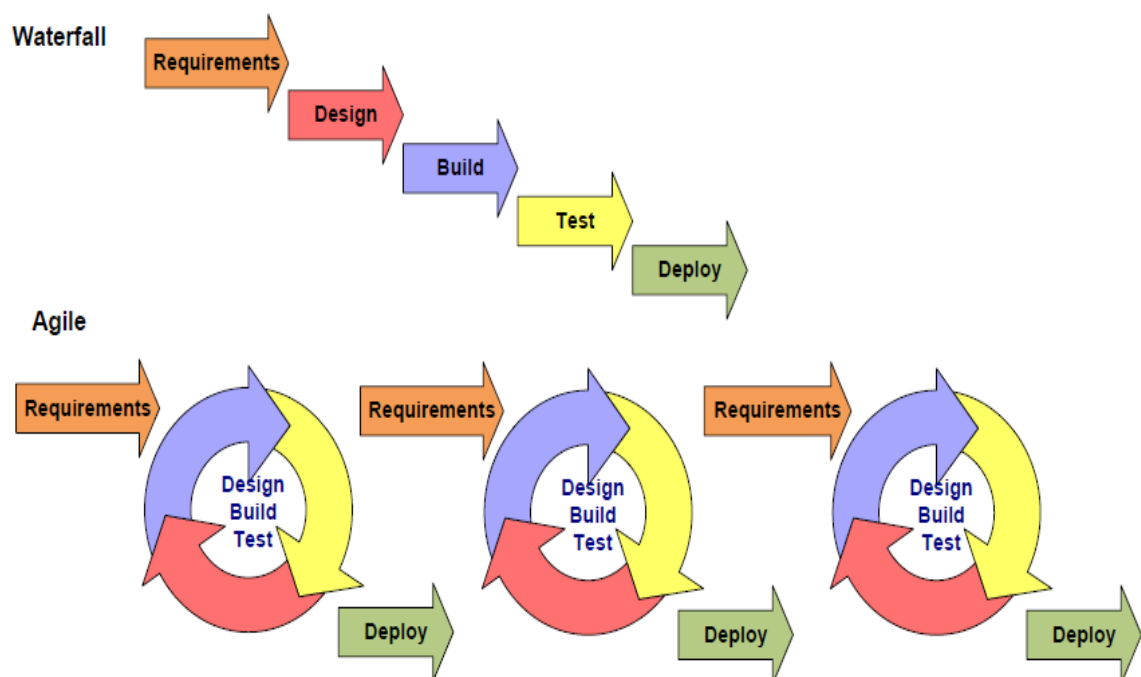 Waterfall
Requirements
Design
Build
Test
Deploy
Agile
Requirements
Design
Build
Test
Deploy
Requirements
Design
Build
Test
Deploy
Requirements
Design
Build
Test
Deploy